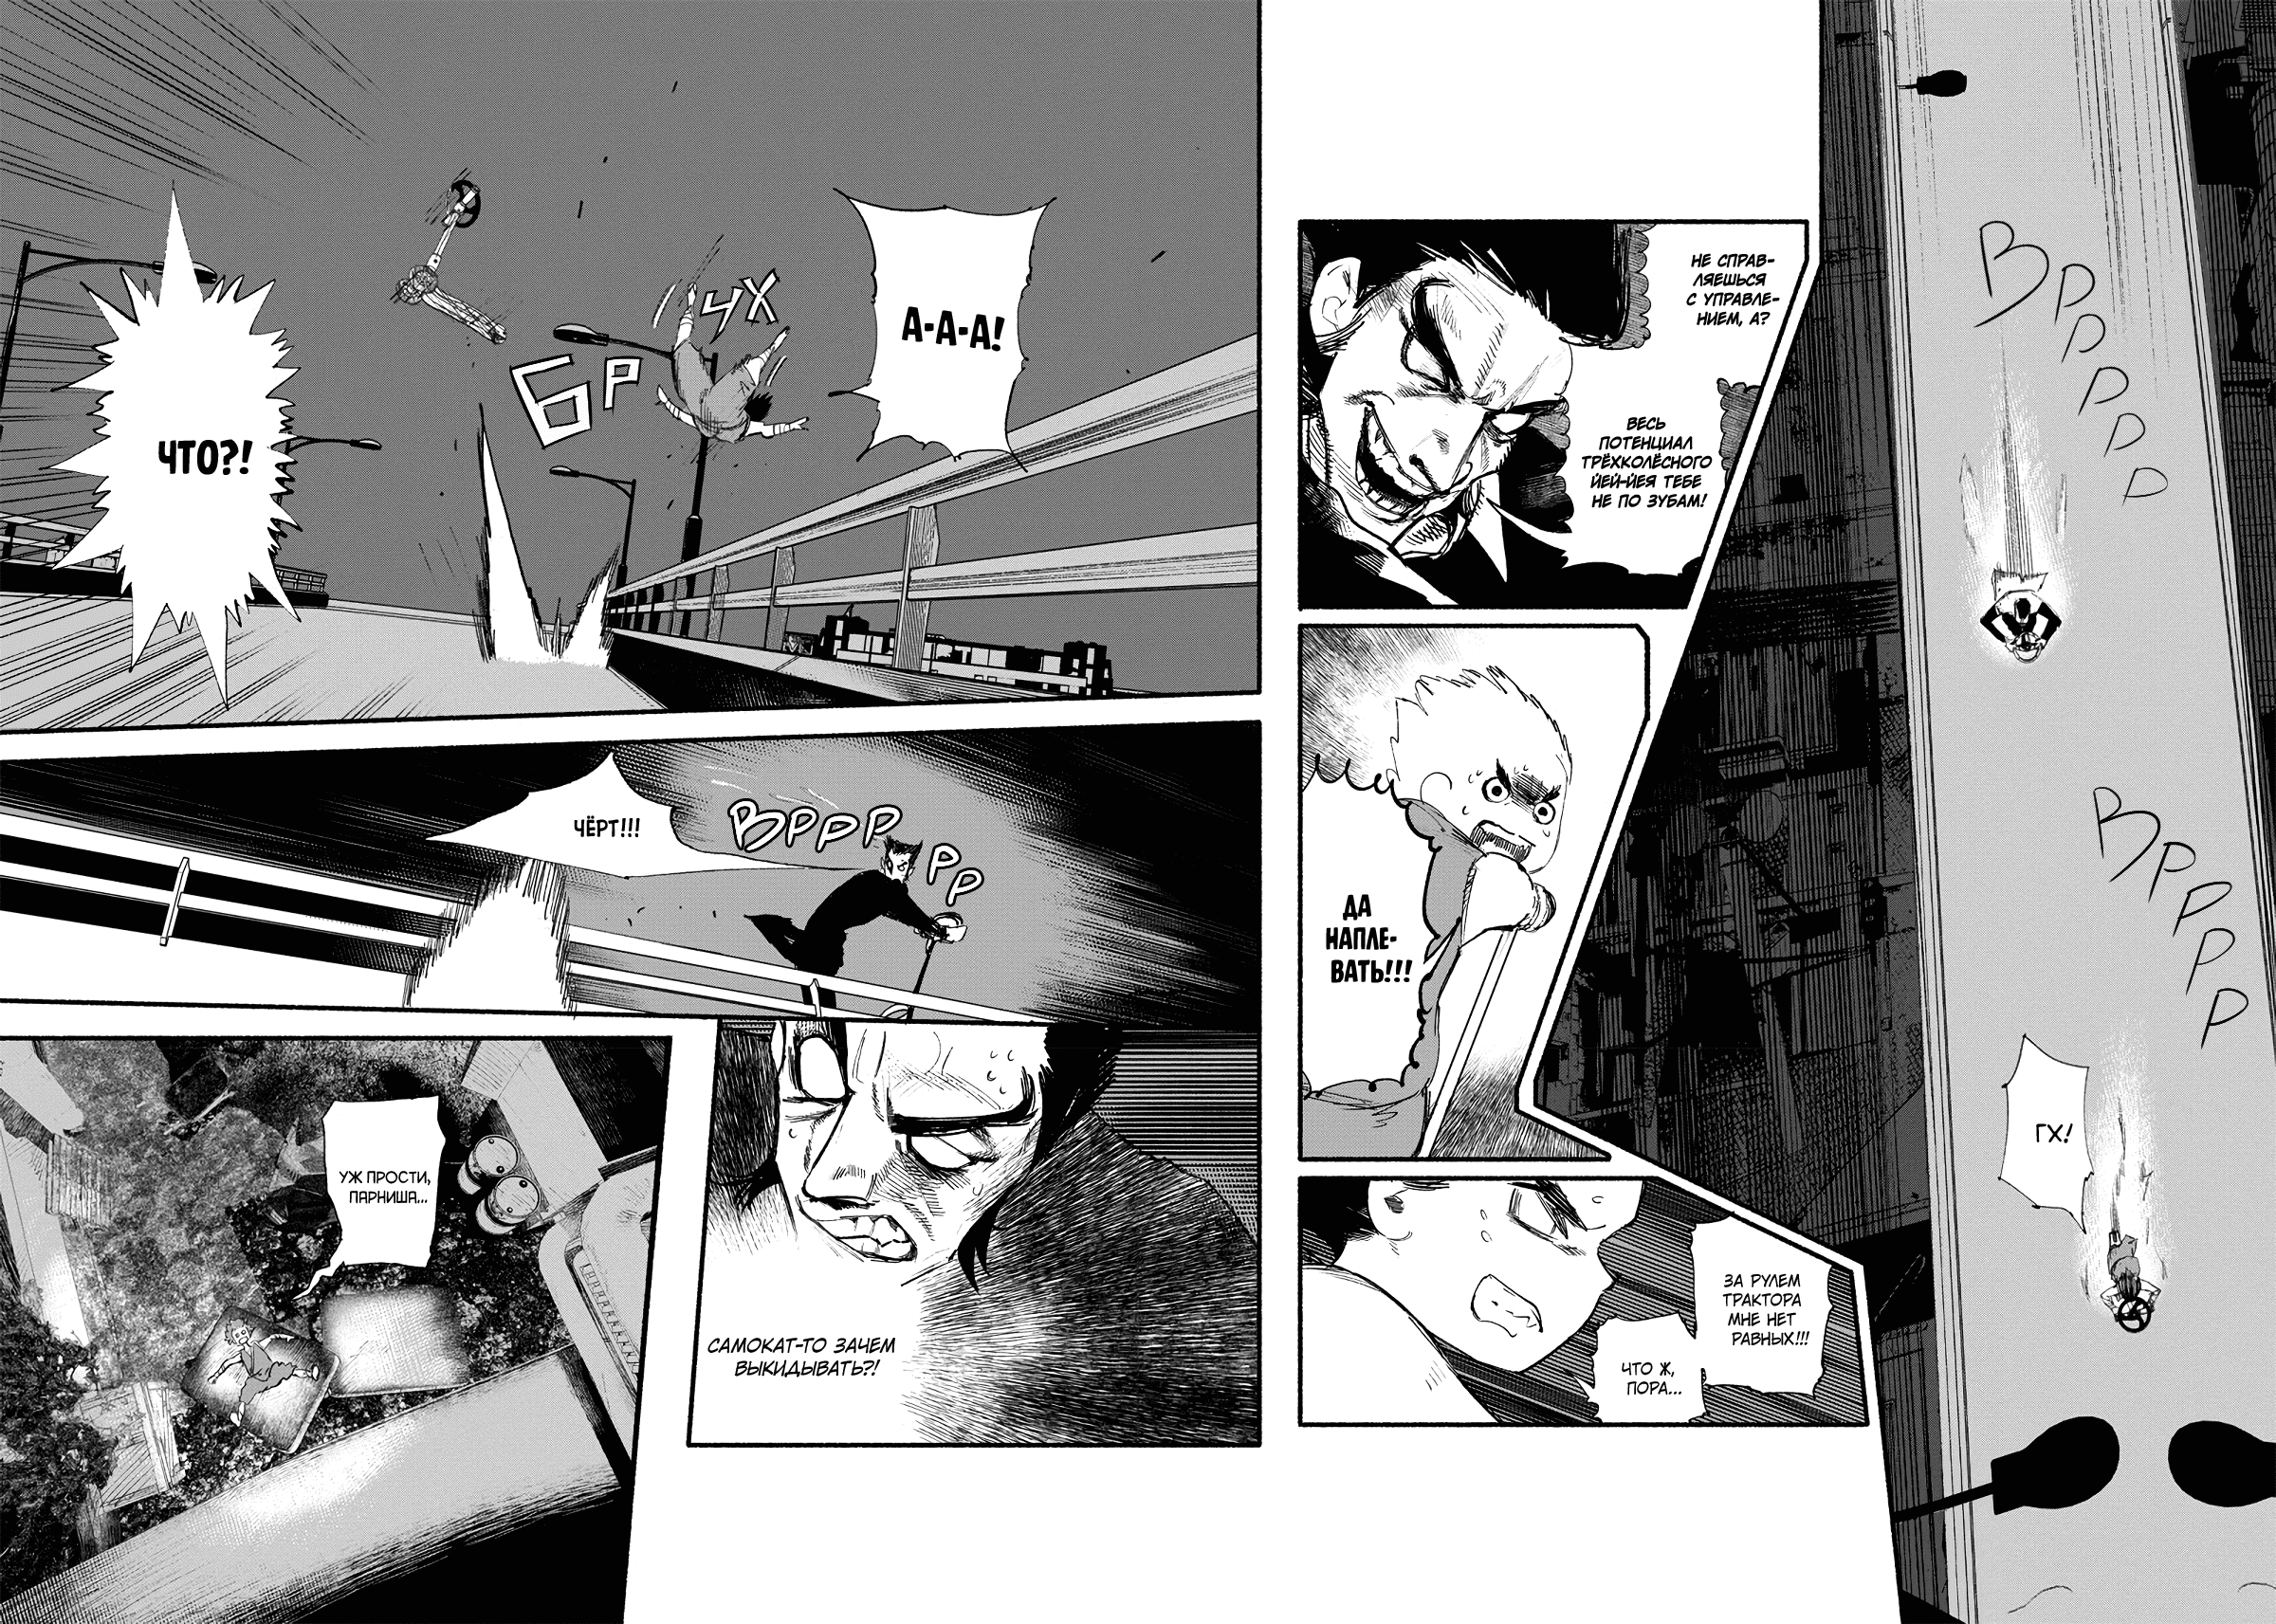 ВРРРРР
ВРРРР
ГХ!
НЕ СПРАВ-
ЛЯЕШЬСЯ
С УПРАВЛЕ-
НИЕМ, А?
ВЕСЬ
ПОТЕНЦИАЛ
ТРЁХКОЛЁСНОГО
ЙЕЙ-ЙЕЯ ТЕБЕ
НЕ ПО ЗУБАМ!
ДА
НАПЛЕ-
ВАТЬ!!!
ЗА РУЛЕМ
ТРАКТОРА
МНЕ НЕТ
РАВНЫХ!!!
ЧТО Ж,
ПОРА...
А-А-А!
ЧХ
БР
ЧТО?!
ВРРР
РР
ЧЁРТ!!!
САМОКАТ-ТО ЗАЧЕМ
ВЫКИДЫВАТЬ?!
УЖ ПРОСТИ,
ПАРНИША...